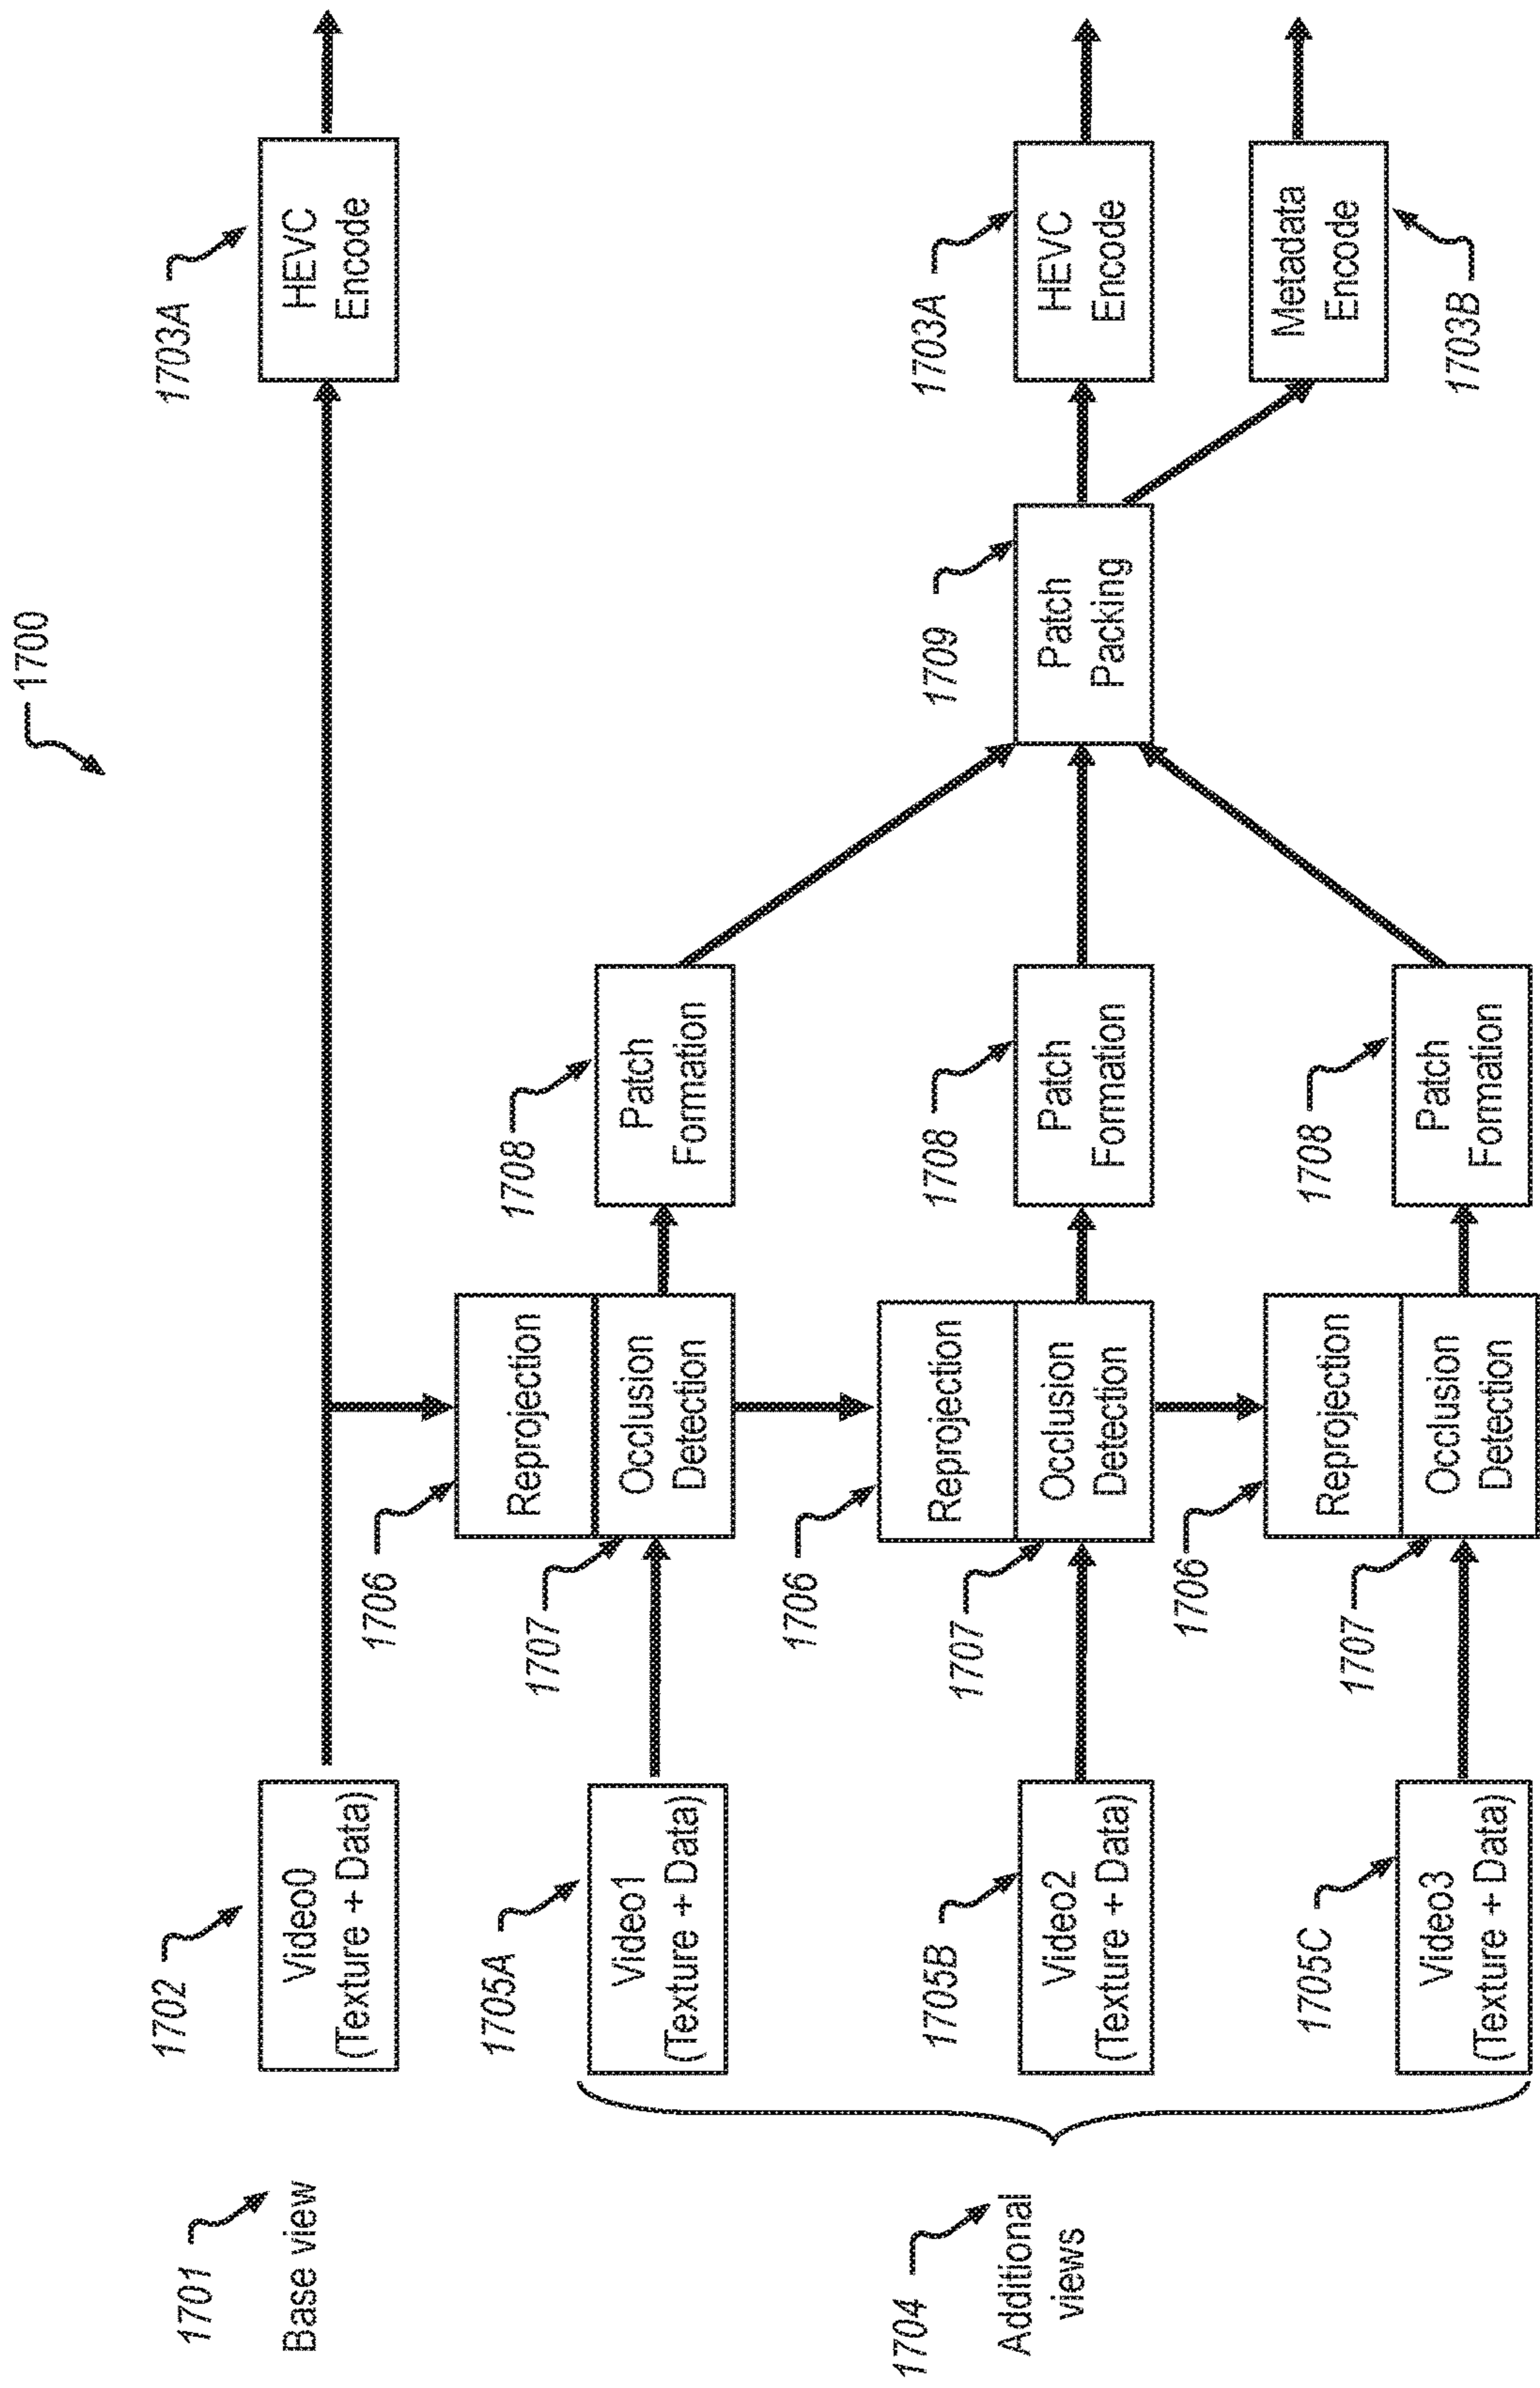 1700
1701
Base view
1702
Video0
(Texture + Data)
1703A
HEVC
Encode
1704
Additional
views
1705A
Video1
(Texture + Data)
1706
Reprojection
1707
Occlusion
Detection
1708
Patch
Formation
1705B
Video2
(Texture + Data)
1706
Reprojection
1707
Occlusion
Detection
1708
Patch
Formation
1709
Patch
Packing
1703A
HEVC
Encode
Metadata
Encode
1703B
1705C
Video3
(Texture + Data)
1706
Reprojection
1707
Occlusion
Detection
1708
Patch
Formation